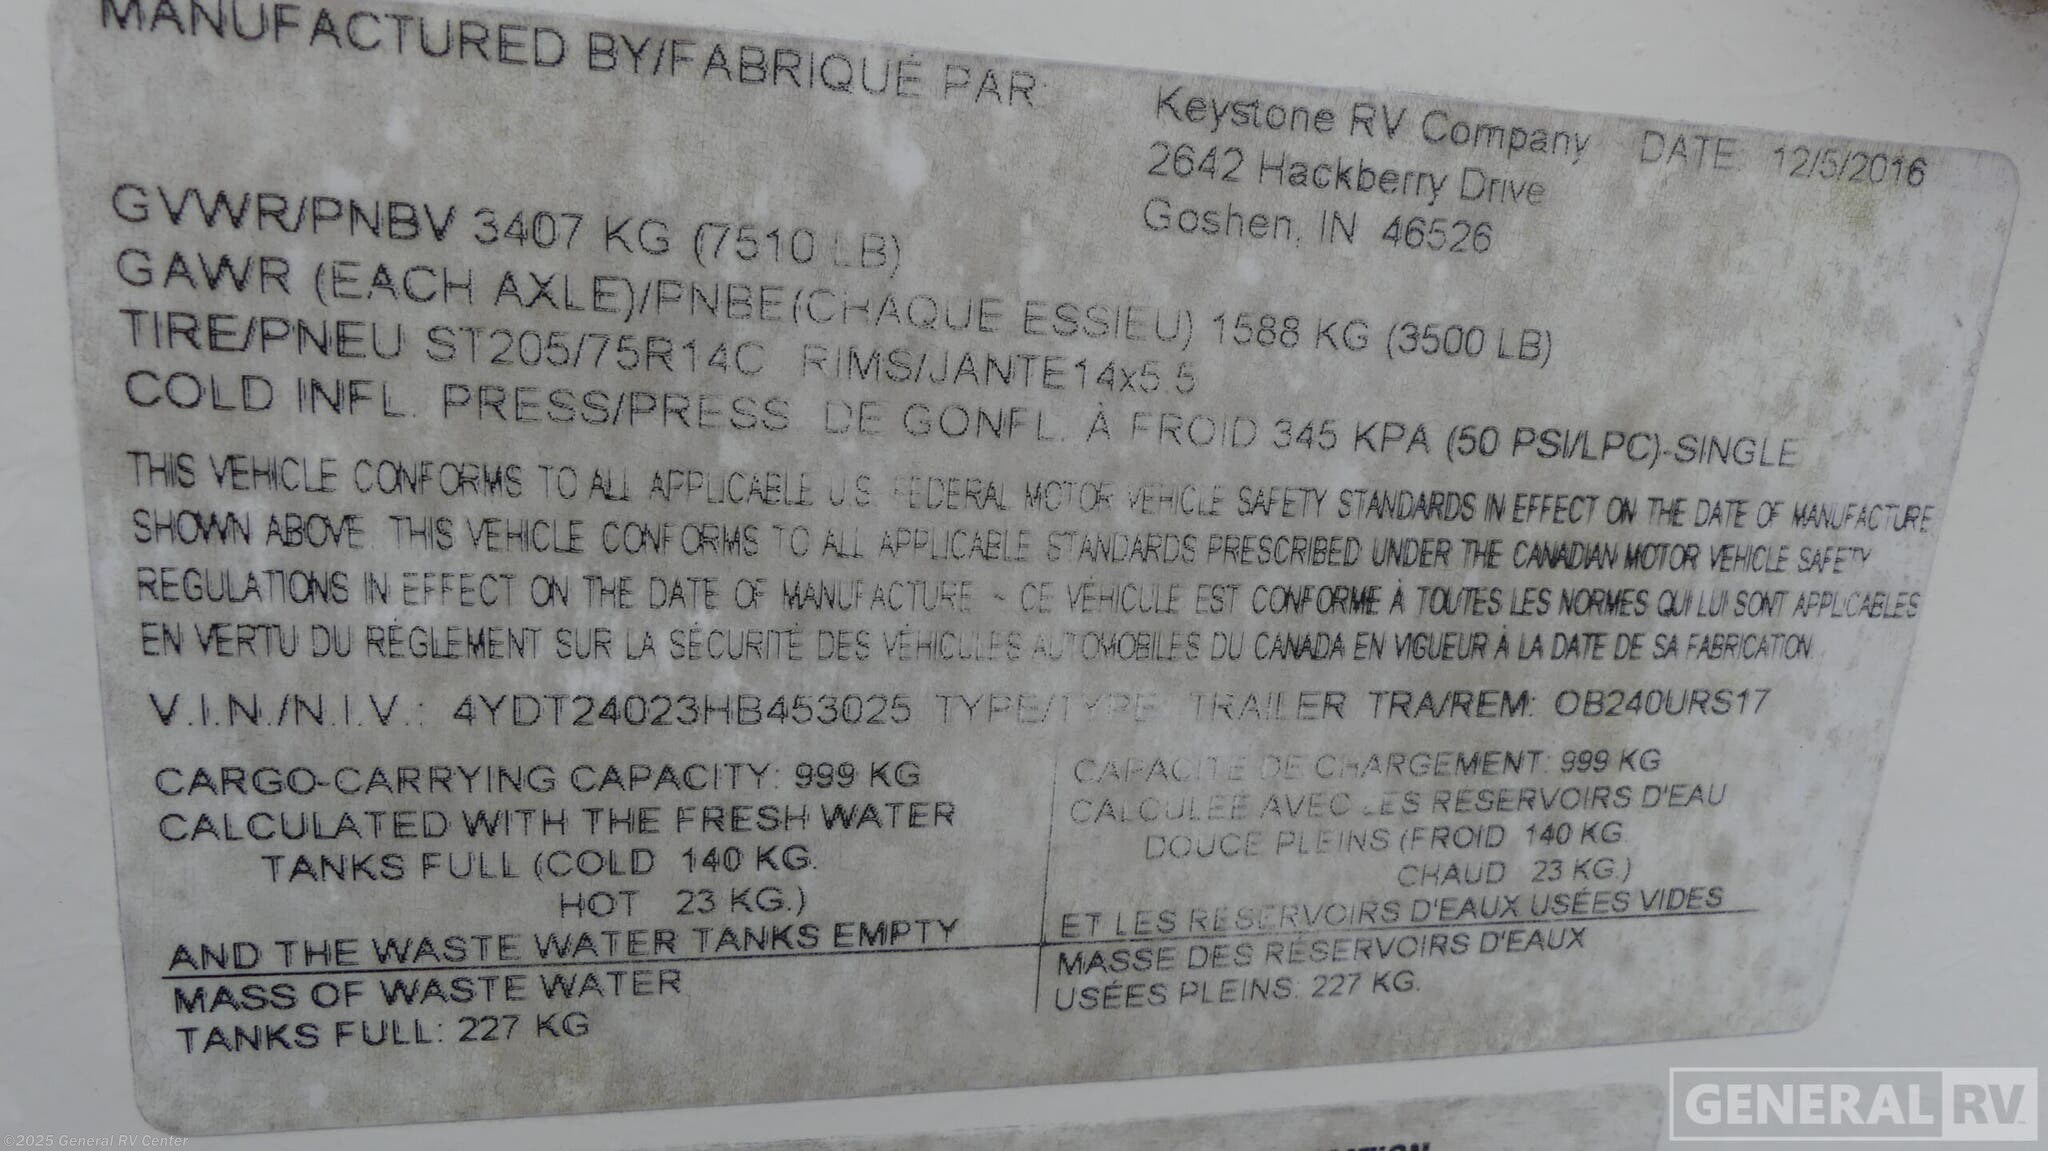 MANUFACTURED BY/FABRIQUÉ PAR:
Keystone RV Company DATE: 12/5/2016
2642 Hackberry Drive
Goshen, IN 46526
GVWR/PNBV 3407 KG (7510 LB)
GAWR (EACH AXLE)/PNBE(CHAQUE ESSIEU) 1588 KG (3500 LB)
TIRE/PNEU ST205/75R14C RIMS/JANTE14x5.5
COLD INFL. PRESS/PRESS. DE GONFL. À FROID 345 KPA (50 PSI/LPC)-SINGLE
THIS VEHICLE CONFORMS TO ALL APPLICABLE U.S. FEDERAL MOTOR VEHICLE SAFETY STANDARDS IN EFFECT ON THE DATE OF MANUFACTURE
SHOWN ABOVE. THIS VEHICLE CONFORMS TO ALL APPLICABLE STANDARDS PRESCRIBED UNDER THE CANADIAN MOTOR VEHICLE SAFETY
REGULATIONS IN EFFECT ON THE DATE OF MANUFACTURE - CE VÉHICULE EST CONFORME À TOUTES LES NORMES QUI LUI SONT APPLICABLES
EN VERTU DU RÉGLEMENT SUR LA SÉCURITÉ DES VÉHICULES AUTOMOBILES DU CANADA EN VIGUEUR À LA DATE DE SA FABRICATION.
V.I.N./N.I.V.: 4YDT24023HB453025 TYPE/TYPE: TRAILER TRA/REM: OB240URS17
CARGO-CARRYING CAPACITY: 999 KG
CALCULATED WITH THE FRESH WATER
TANKS FULL (COLD 140 KG.
HOT 23 KG.)
AND THE WASTE WATER TANKS EMPTY
MASS OF WASTE WATER
TANKS FULL: 227 KG
CAPACITE DE CHARGEMENT: 999 KG
CALCULEE AVEC LES RESERVOIRS D'EAU
DOUCE PLEINS (FROID 140 KG.
CHAUD 23 KG.)
ET LES RESERVOIRS D'EAUX USÉES VIDES
MASSE DES RÉSERVOIRS D'EAUX
USÉES PLEINS: 227 KG.
GENERAL RV
©2025 General RV Center